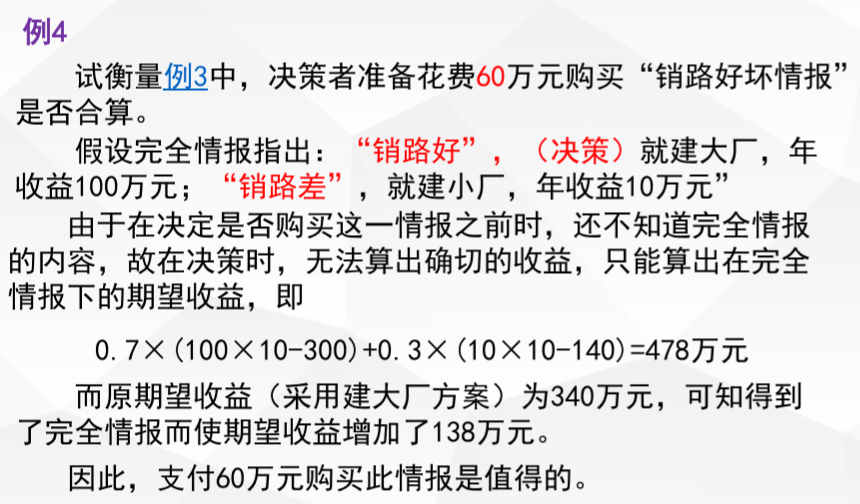 例4
试衡量例3中，决策者准备花费60万元购买“销路好坏情报”
是否合算。
假设完全情报指出：“销路好”，（决策）就建大厂，年
收益100万元；“销路差”，就建小厂，年收益10万元”
由于在决定是否购买这一情报之前时，还不知道完全情报
的内容，故在决策时，无法算出确切的收益，只能算出在完全
情报下的期望收益，即
0.7×(100×10-300)+0.3×(10×10-140)=478万元
而原期望收益（采用建大厂方案）为340万元，可知得到
了完全情报而使期望收益增加了138万元。
因此，支付60万元购买此情报是值得的。